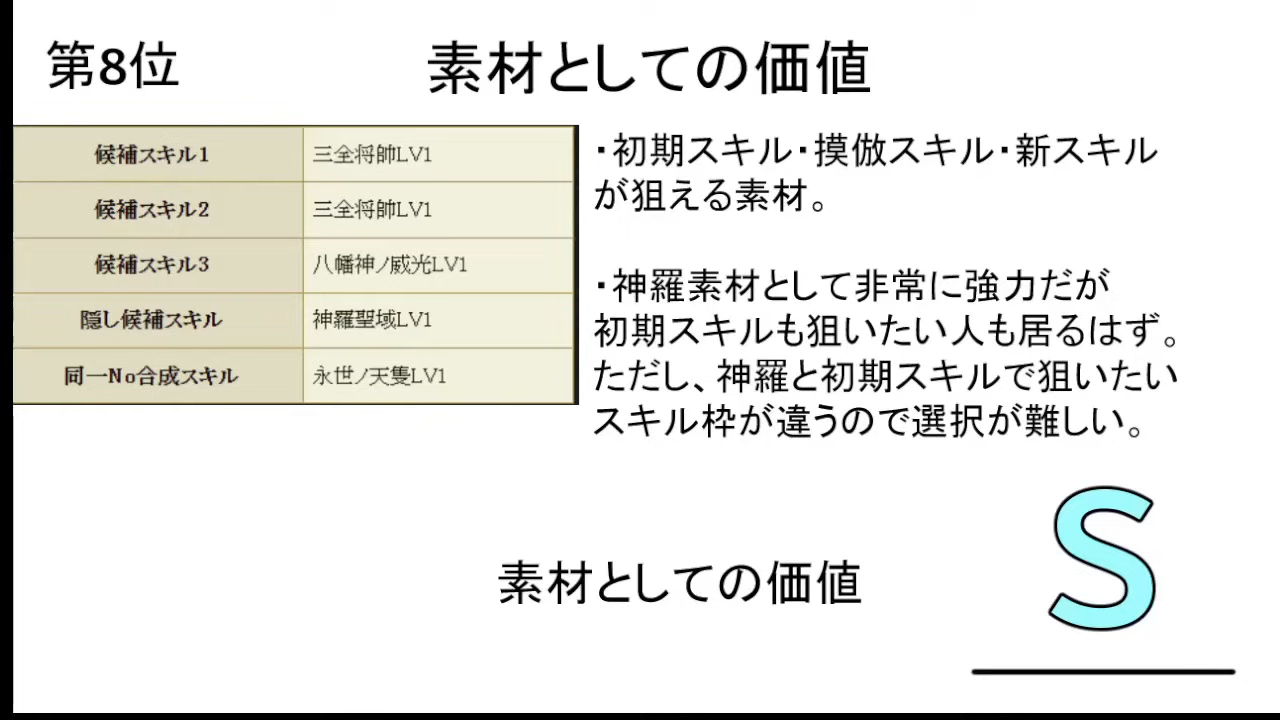 第8位
素材としての価値
候補スキル1 三全将帥LV1
候補スキル2 三全将帥LV1
候補スキル3 八幡神ノ威光LV1
隠し候補スキル 神羅聖域LV1
同一No合成スキル 永世ノ天隻LV1
・初期スキル・摸倣スキル・新スキル
が狙える素材。
・神羅素材として非常に強力だが
初期スキルも狙いたい人も居るはず。
ただし、神羅と初期スキルで狙いたい
スキル枠が違うので選択が難しい。
素材としての価値
S